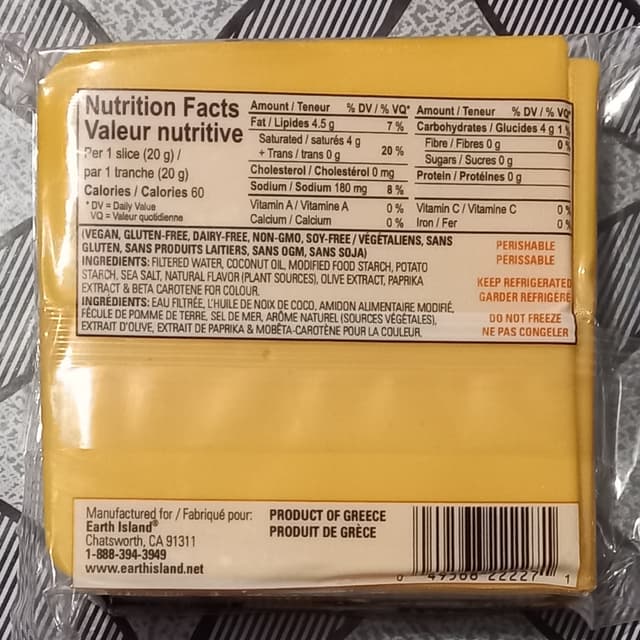 Nutrition Facts
Valeur nutritive
Per 1 slice (20 g) /
par 1 tranche (20 g)
Calories / Calories 60
* DV = Daily Value
VQ = Valeur quotidienne
Amount / Teneur % DV / % VQ*
Fat / Lipides 4.5 g 7 %
Saturated / saturés 4 g
+ Trans / trans 0 g 20 %
Cholesterol / Cholestérol 0 mg
Sodium / Sodium 180 mg 8 %
Vitamin A / Vitamine A 0 %
Calcium / Calcium 0 %
Amount / Teneur % DV / % VQ*
Carbohydrates / Glucides 4 g 1 %
Fibre / Fibres 0 g 0 %
Sugars / Sucres 0 g
Protein / Protéines 0 g
Vitamin C / Vitamine C 0 %
Iron / Fer 0 %
(VEGAN, GLUTEN-FREE, DAIRY-FREE, NON-GMO, SOY-FREE / VÉGÉTALIENS, SANS
GLUTEN, SANS PRODUITS LAITIERS, SANS OGM, SANS SOJA)
INGREDIENTS: FILTERED WATER, COCONUT OIL, MODIFIED FOOD STARCH, POTATO
STARCH, SEA SALT, NATURAL FLAVOR (PLANT SOURCES), OLIVE EXTRACT, PAPRIKA
EXTRACT & BETA CAROTENE FOR COLOUR.
INGRÉDIENTS: EAU FILTRÉE, L'HUILE DE NOIX DE COCO, AMIDON ALIMENTAIRE MODIFIÉ,
FÉCULE DE POMME DE TERRE, SEL DE MER, ARÔME NATUREL (SOURCES VÉGÉTALES),
EXTRAIT D'OLIVE, EXTRAIT DE PAPRIKA & MOBÊTA-CAROTÈNE POUR LA COULEUR.
PERISHABLE
PÉRISSABLE
KEEP REFRIGERATED
GARDER RÉFRIGÉRÉ
DO NOT FREEZE
NE PAS CONGELER
Manufactured for / Fabriqué pour:
Earth Island®
Chatsworth, CA 91311
1-888-394-3949
www.earthisland.net
PRODUCT OF GREECE
PRODUIT DE GRÈCE
0 49568 22227 1